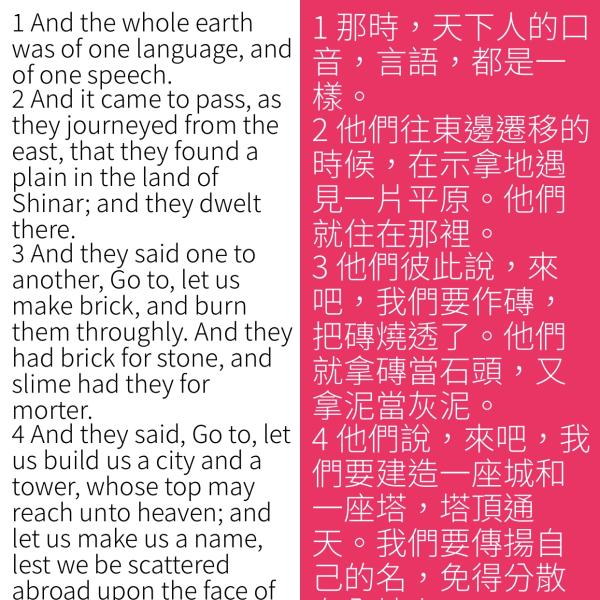 1 And the whole earth
was of one language, and
of one speech.
2 And it came to pass, as
they journeyed from the
east, that they found a
plain in the land of
Shinar; and they dwelt
there.
3 And they said one to
another, Go to, let us
make brick, and burn
them throughly. And they
had brick for stone, and
slime had they for
morter.
4 And they said, Go to, let
us build us a city and a
tower, whose top may
reach unto heaven; and
let us make us a name,
lest we be scattered
abroad upon the face of
1 那時，天下人的口
音，言語，都是一
樣。
2 他們往東邊遷移的
時候，在示拿地遇
見一片平原。他們
就住在那裡。
3 他們彼此說，來
吧，我們要作磚，
把磚燒透了。他們
就拿磚當石頭，又
拿泥當灰泥。
4 他們說，來吧，我
們要建造一座城和
一座塔，塔頂通
天。我們要傳揚自
己的名，免得分散